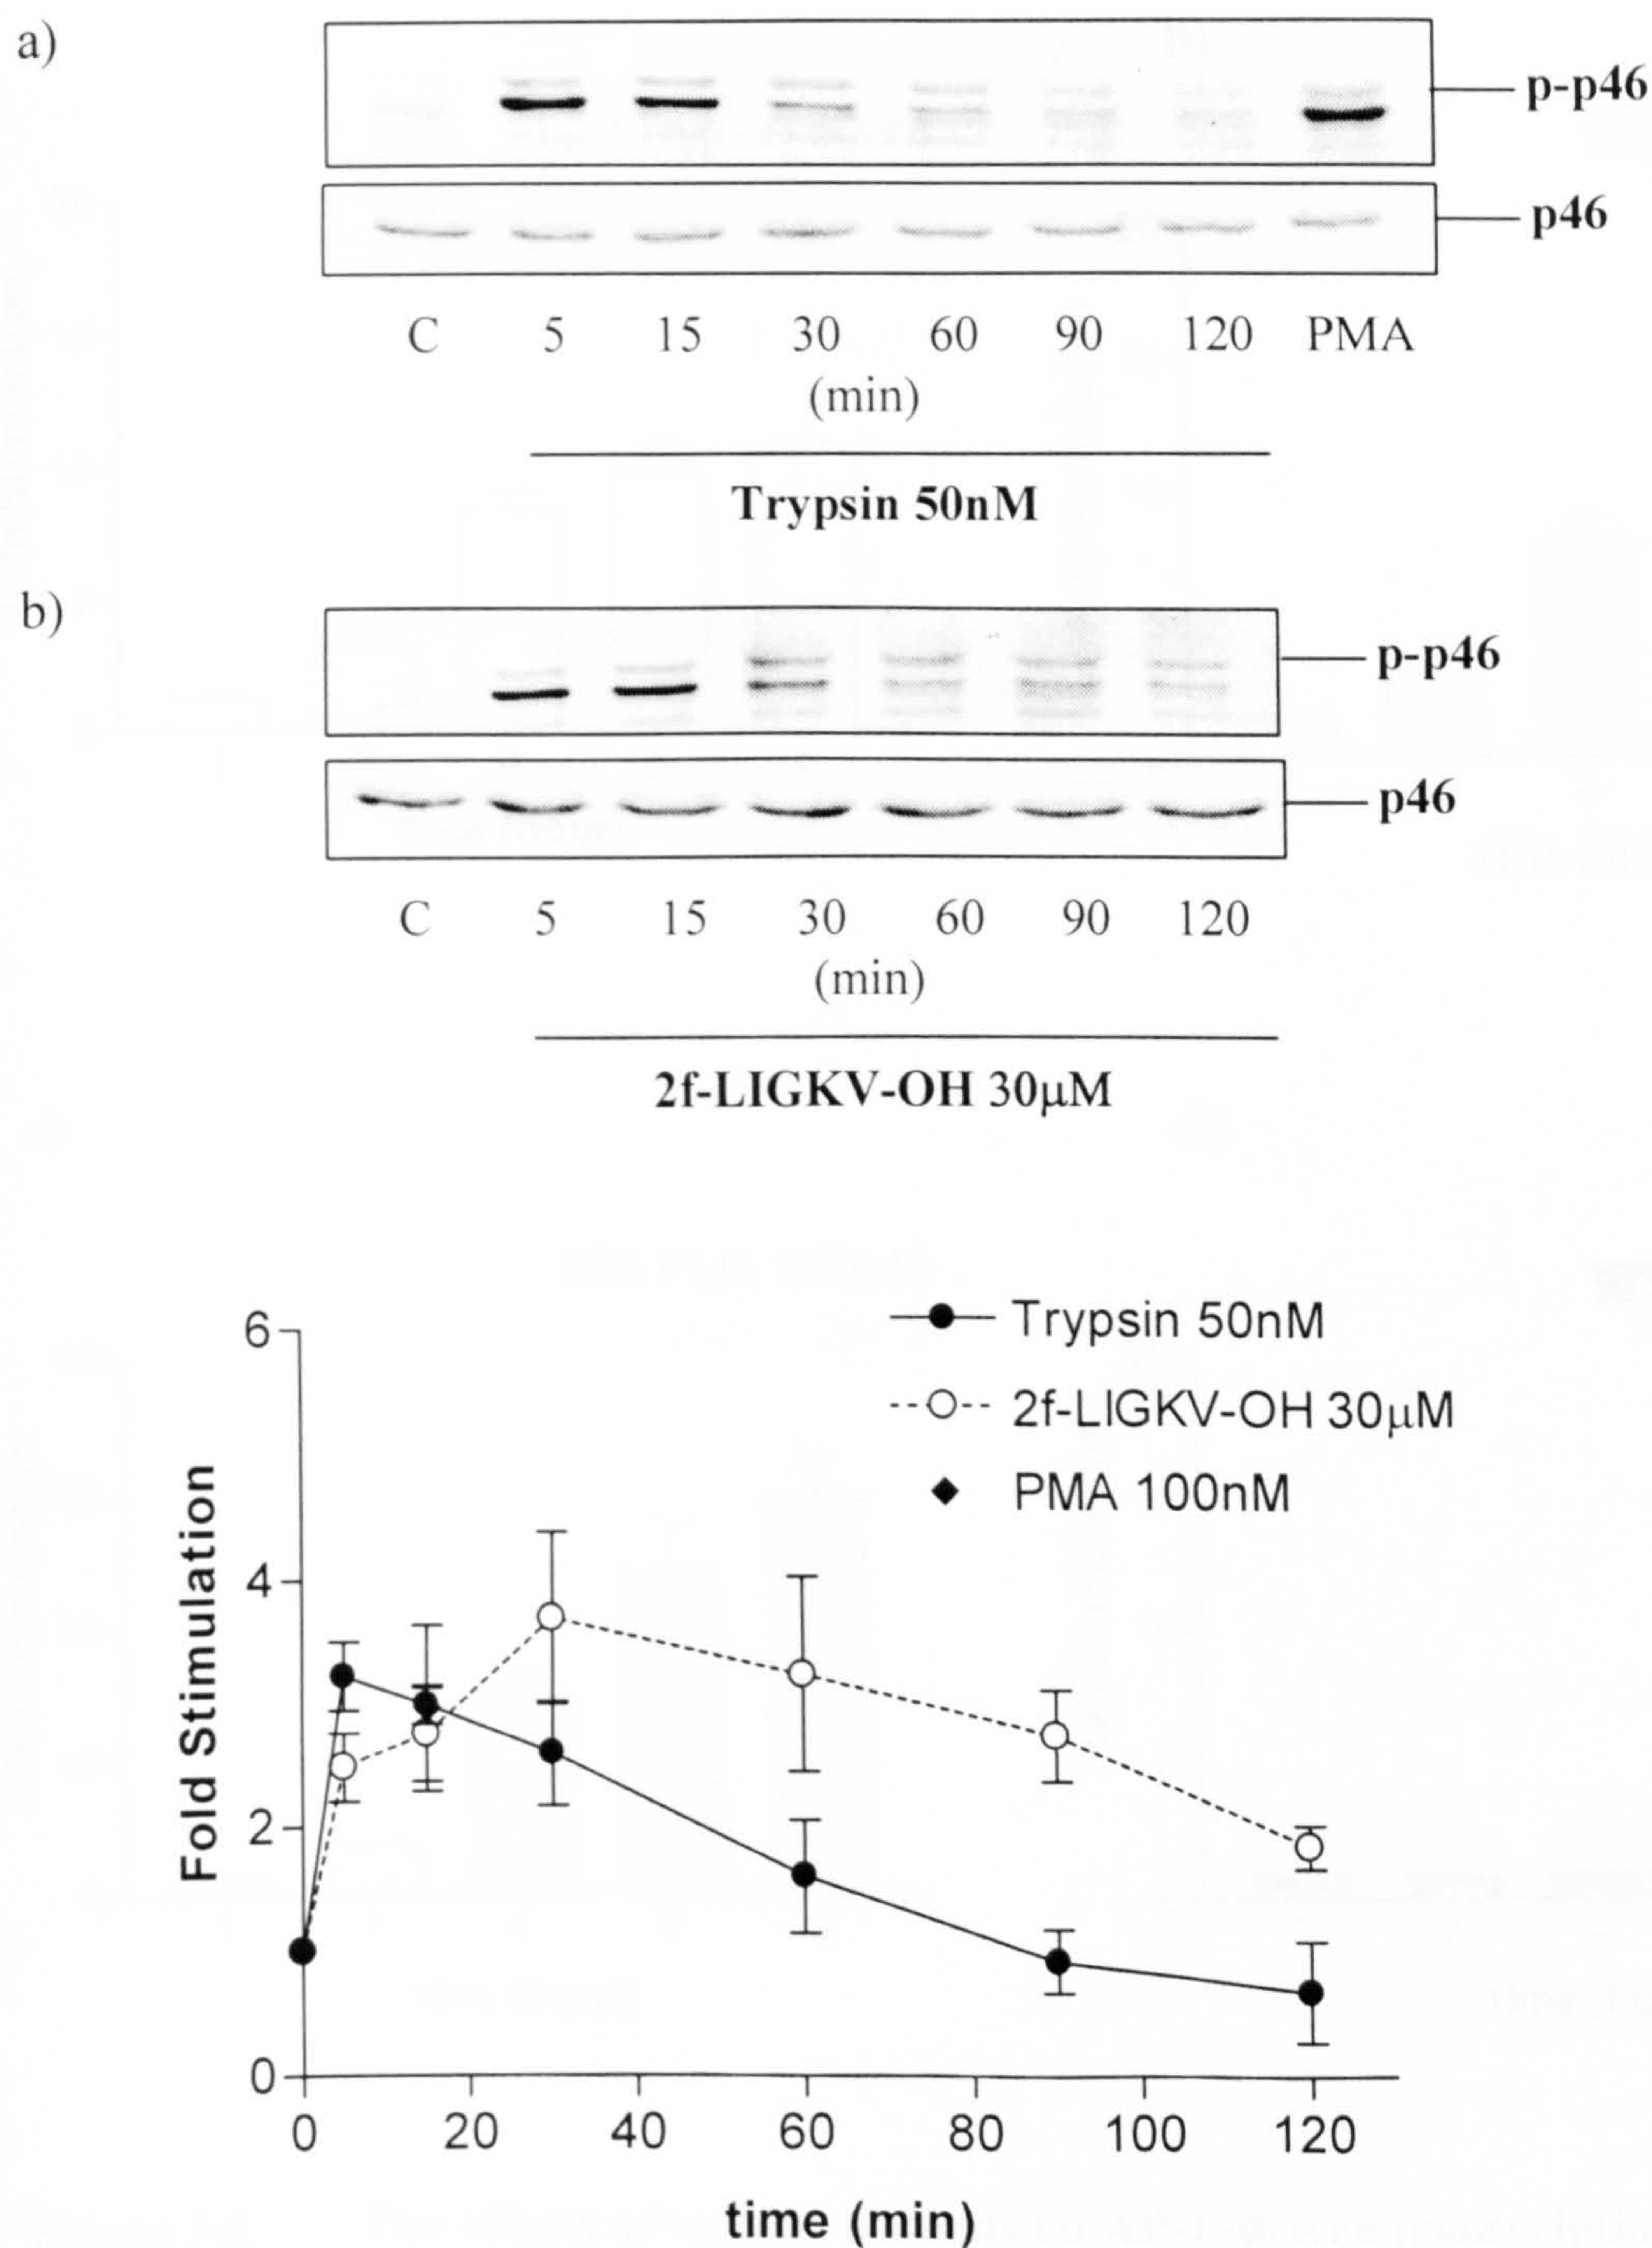 a)
p-p46
p46
C 5 15 30 60 90 120 PMA
(min)
Trypsin 50nM
b)
p-p46
p46
C 5 15 30 60 90 120
(min)
2f-LIGKV-OH 30µM
Trypsin 50nM
2f-LIGKV-OH 30µM
PMA 100nM
Fold Stimulation
6
4
2
0
0 20 40 60 80 100 120
time (min)